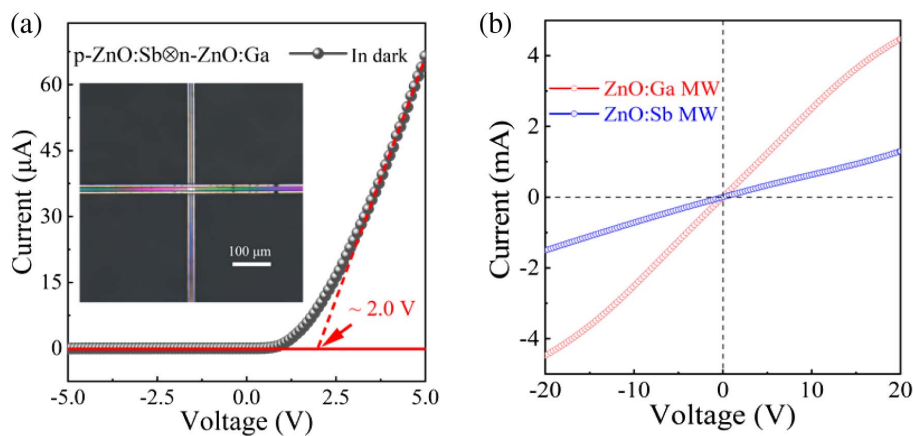 (a)
p-ZnO:Sb⊗n-ZnO:Ga
In dark
60
45
30
15
0
Current (μA)
100 μm
~ 2.0 V
-5.0
-2.5
0.0
2.5
5.0
Voltage (V)
(b)
ZnO:Ga MW
ZnO:Sb MW
4
2
0
-2
-4
Current (mA)
-20
-10
0
10
20
Voltage (V)